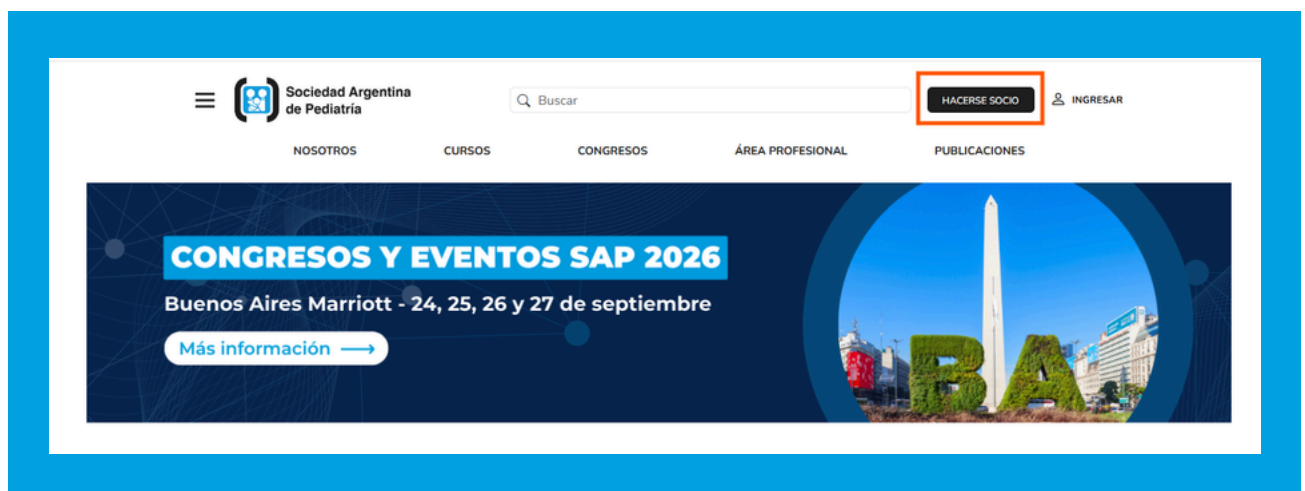 Sociedad Argentina
de Pediatría
Buscar
HACERSE SOCIO
INGRESAR
NOSOTROS
CURSOS
CONGRESOS
ÁREA PROFESIONAL
PUBLICACIONES
CONGRESOS Y EVENTOS SAP 2026
Buenos Aires Marriott - 24, 25, 26 y 27 de septiembre
Más información
BA